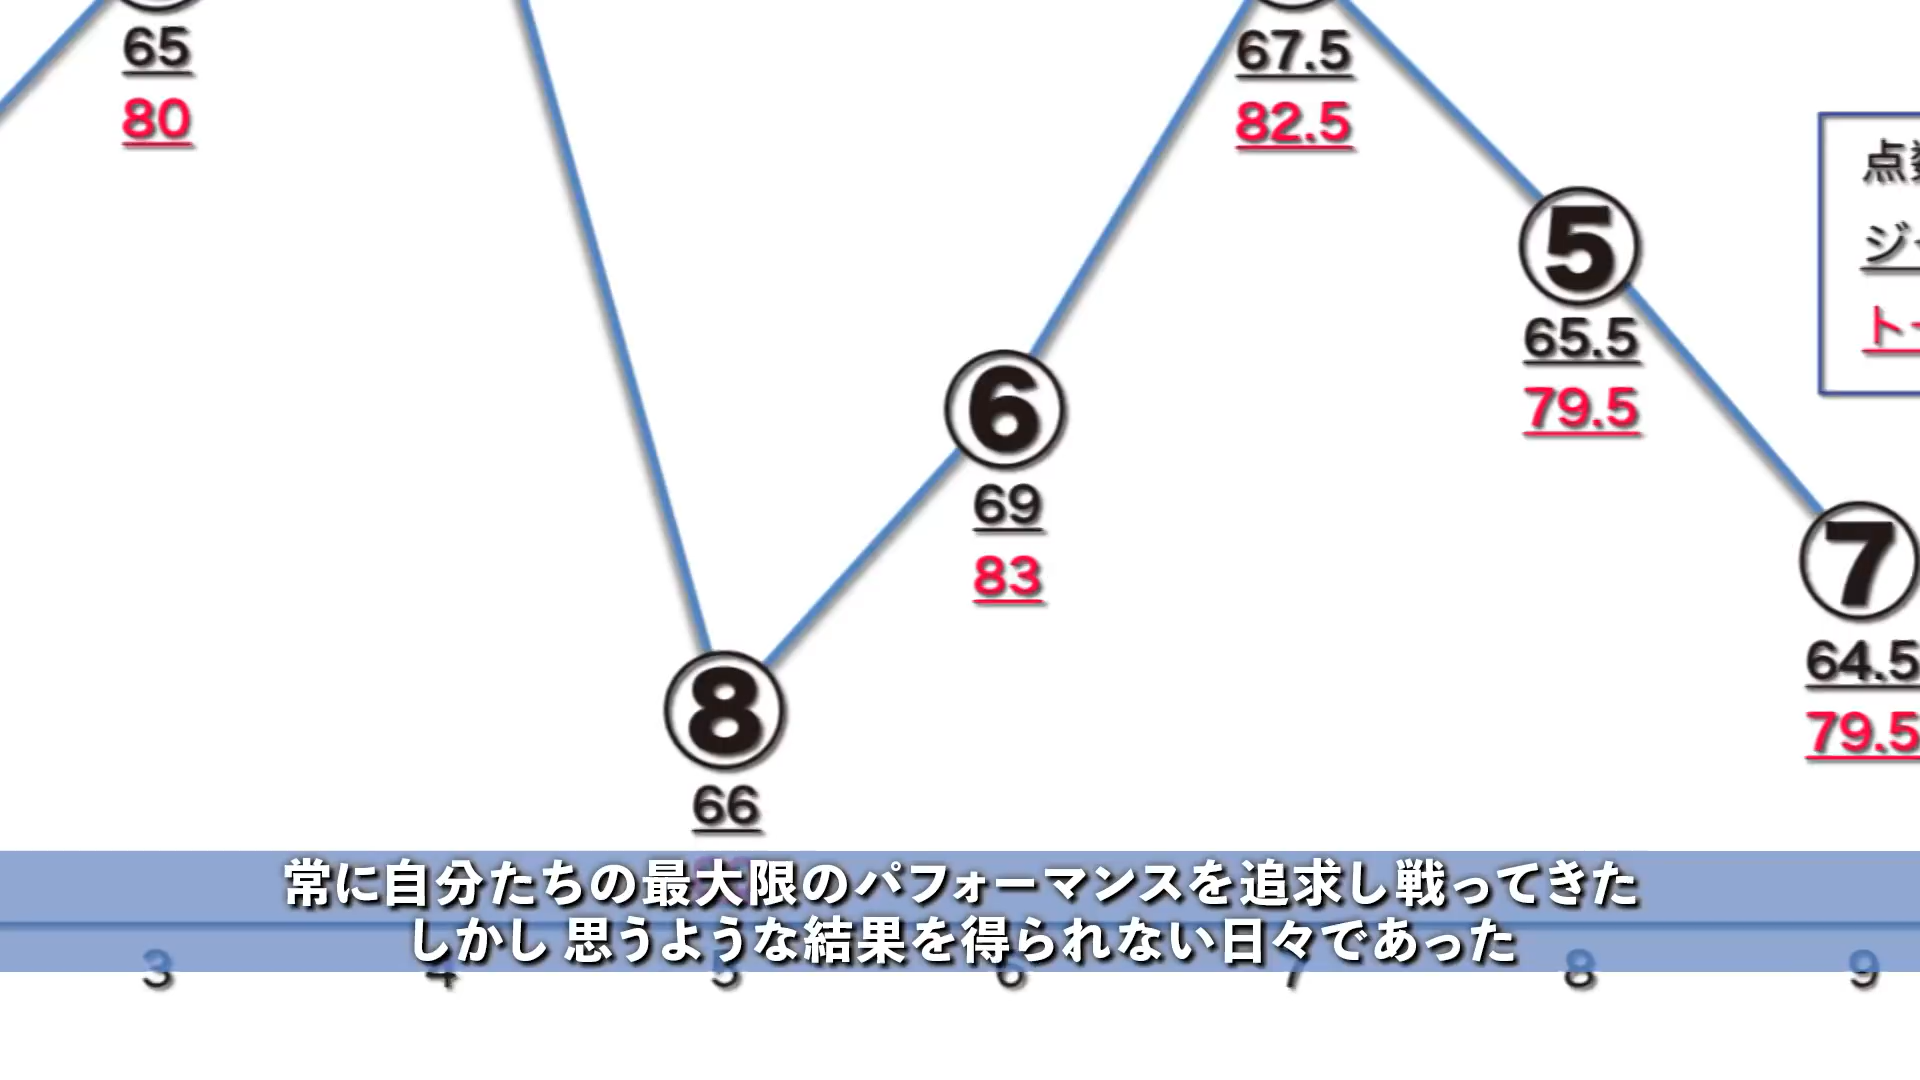 65
80
67.5
82.5
点
ジ
ト
5
65.5
79.5
6
69
83
7
64.5
79.5
8
66
常に自分たちの最大限のパフォーマンスを追求し戦ってきた
しかし 思うような結果を得られない日々であった
3 4 5 6 7 8 9